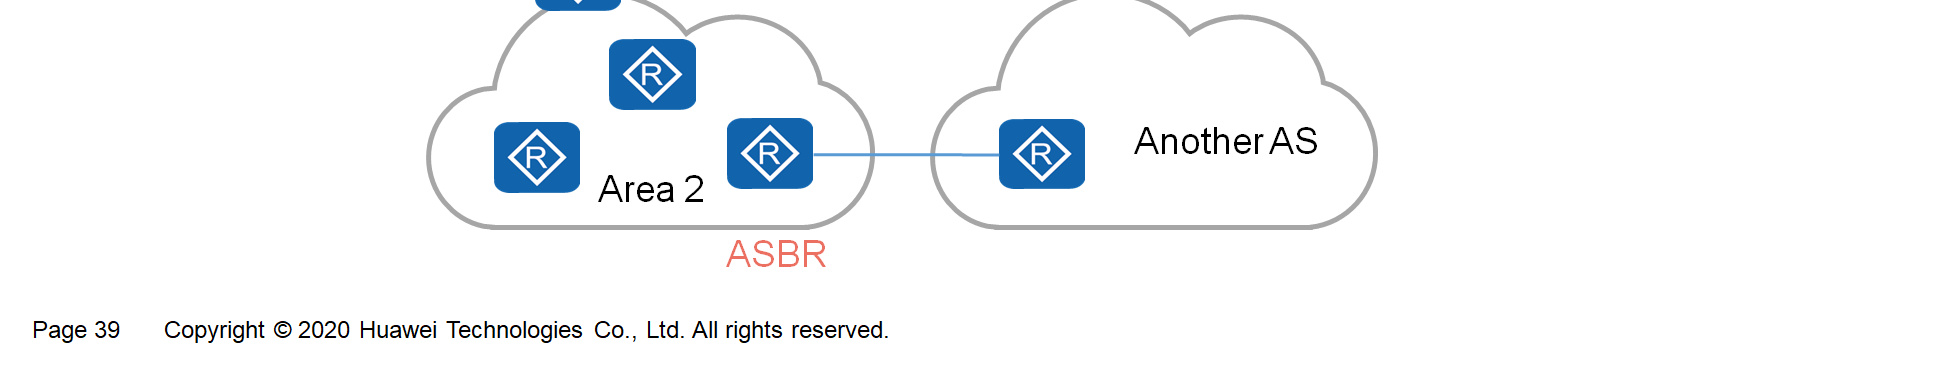 R
R
R
R
Another AS
Area 2
ASBR
Page 39 Copyright © 2020 Huawei Technologies Co., Ltd. All rights reserved.